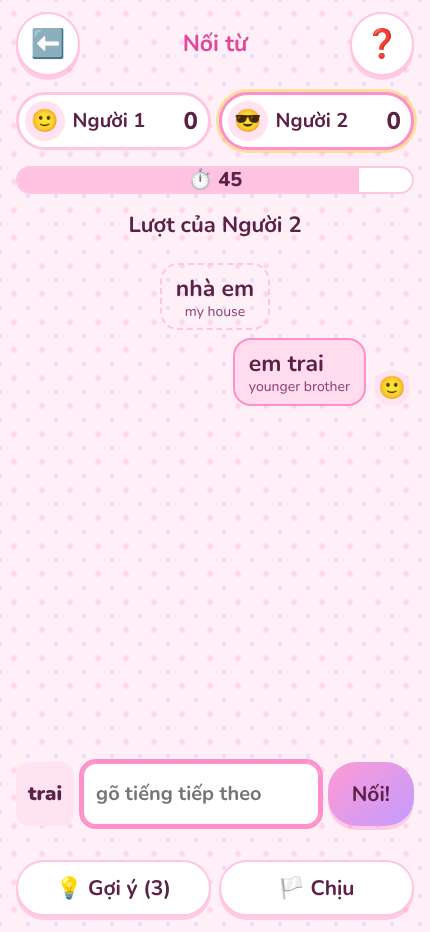 Nối từ
Người 1 0
Người 2 0
45
Lượt của Người 2
nhà em
my house
em trai
younger brother
trai
gõ tiếng tiếp theo
Nối!
Gợi ý (3)
Chịu